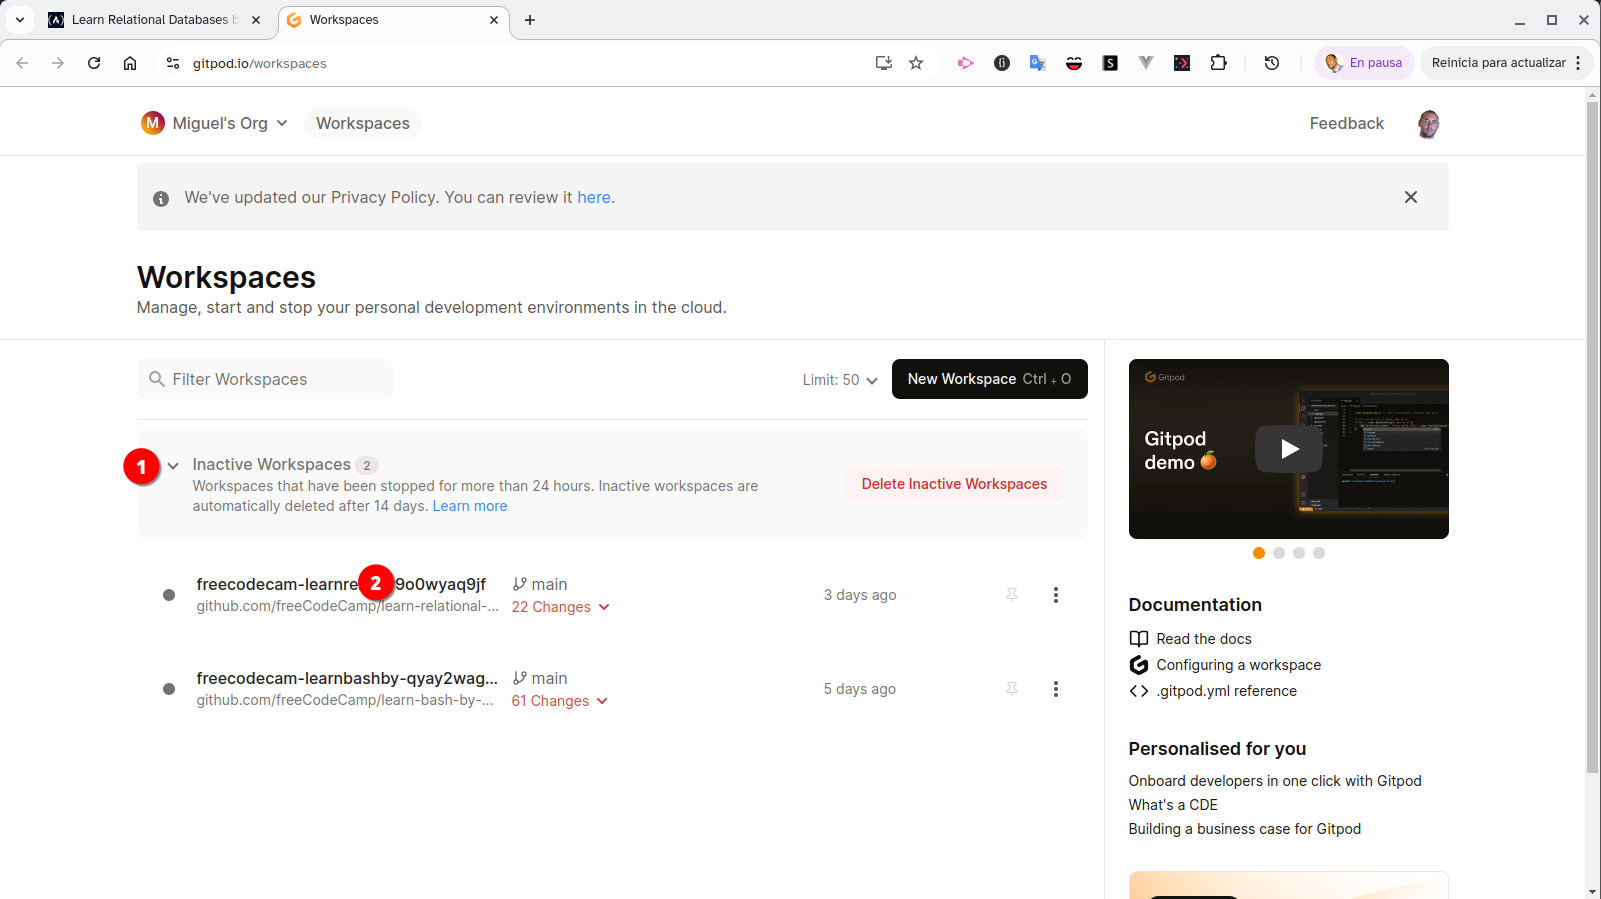 Learn Relational Databases b
Workspaces
gitpod.io/workspaces
En pausa
Reinicia para actualizar
M
Miguel's Org
Workspaces
Feedback
We've updated our Privacy Policy. You can review it here.
Workspaces
Manage, start and stop your personal development environments in the cloud.
Filter Workspaces
Limit: 50
New Workspace Ctrl + O
1
Inactive Workspaces 2
Workspaces that have been stopped for more than 24 hours. Inactive workspaces are
automatically deleted after 14 days. Learn more
Delete Inactive Workspaces
freecodecam-learnre
2
9o0wyaq9jf
main
github.com/freeCodeCamp/learn-relational-...
22 Changes
3 days ago
freecodecam-learnbashby-qyay2wag...
main
github.com/freeCodeCamp/learn-bash-by-...
61 Changes
5 days ago
Gitpod
Gitpod
demo
Documentation
Read the docs
Configuring a workspace
.gitpod.yml reference
Personalised for you
Onboard developers in one click with Gitpod
What's a CDE
Building a business case for Gitpod